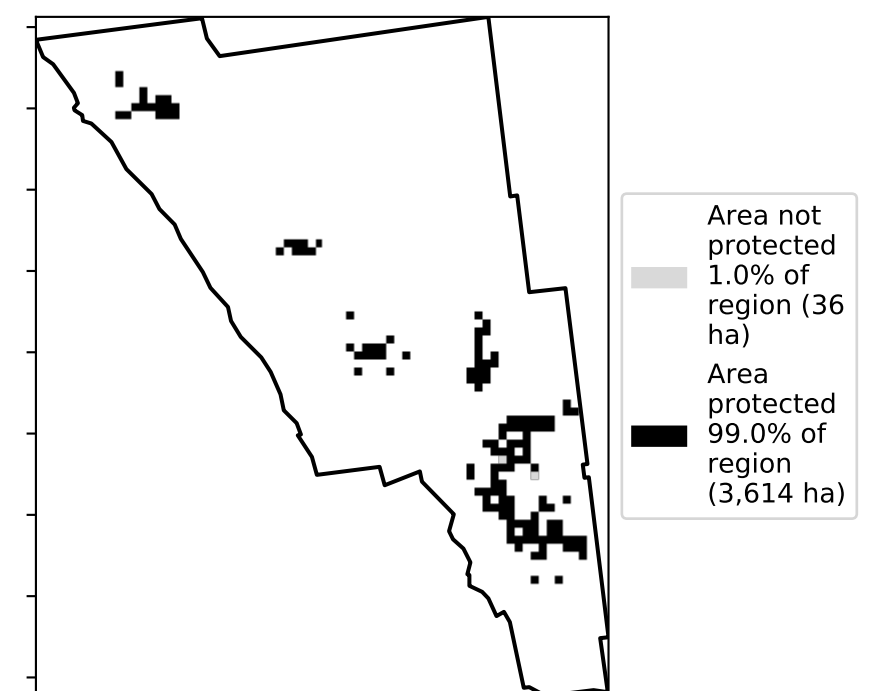 Area not
protected
1.0% of
region (36
ha)
Area
protected
99.0% of
region
(3,614 ha)